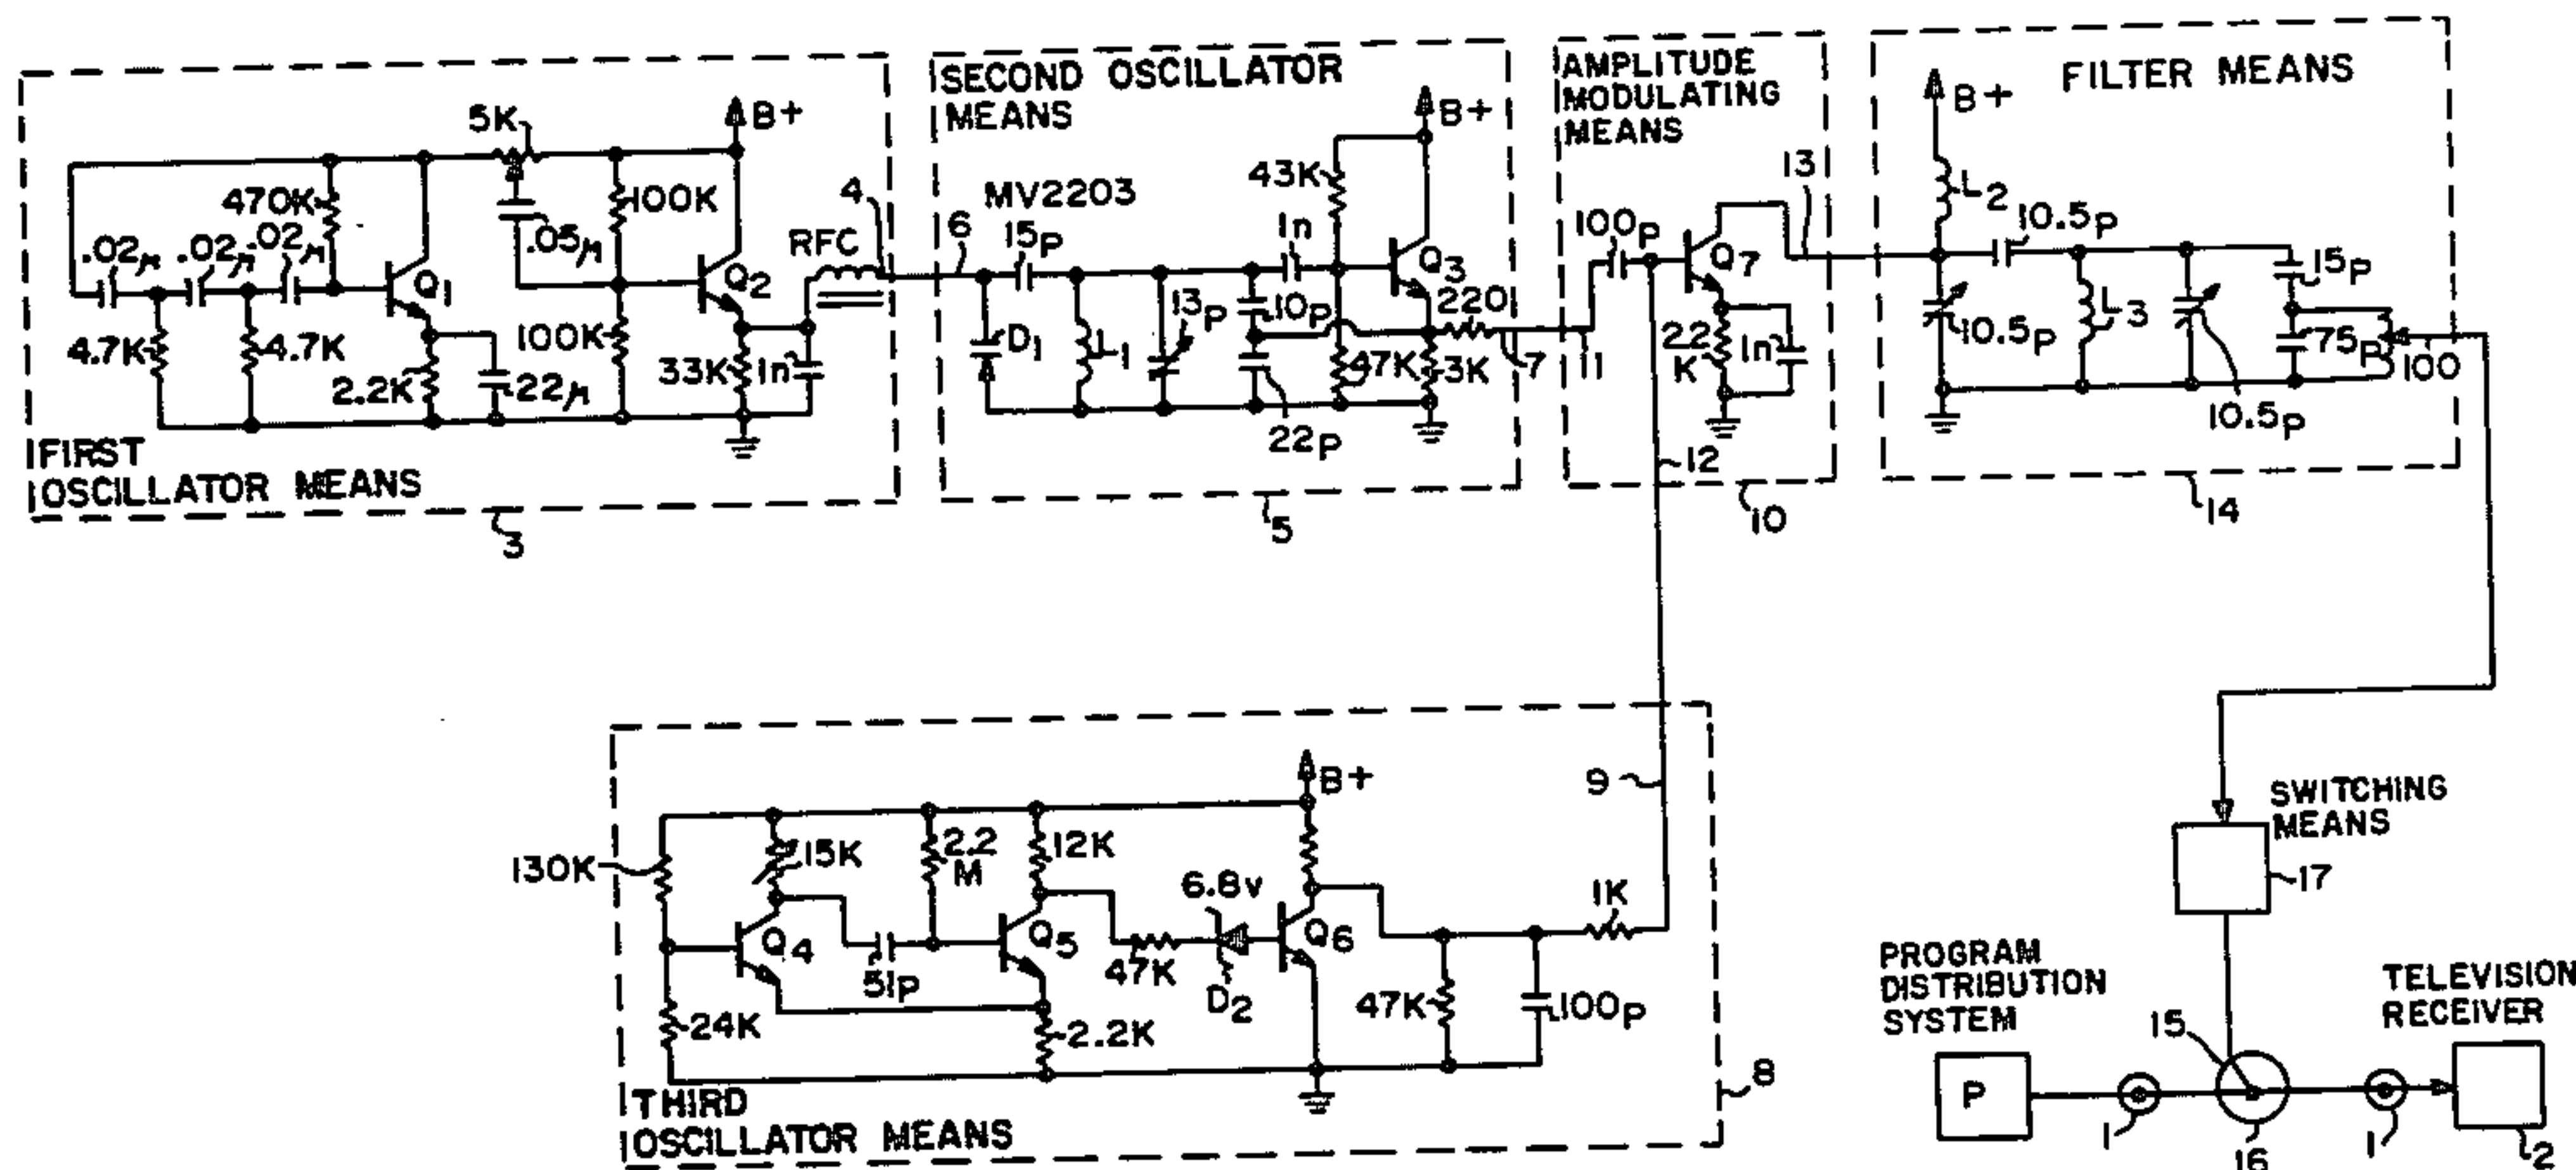 FIRST
OSCILLATOR MEANS
3
5K
B+
470K
100K
.02μ
.02μ
.02μ
.05μ
Q1
Q2
RFC
4
4.7K
4.7K
2.2K
.22μ
100K
33K
1n
SECOND OSCILLATOR
MEANS
B+
43K
MV2203
6
15P
1n
Q3
D1
L1
13P
10P
220
47K
3K
7
22P
5
AMPLITUDE
MODULATING
MEANS
13
100P
Q7
11
22
K
1n
12
10
FILTER MEANS
B+
L2
10.5P
15P
10.5P
L3
75P
100
10.5P
14
B+
9
130K
15K
2.2
M
12K
6.8v
1K
Q4
Q5
Q6
51P
47K
D2
47K
100P
24K
2.2K
8
THIRD
OSCILLATOR MEANS
SWITCHING
MEANS
17
PROGRAM
DISTRIBUTION
SYSTEM
TELEVISION
RECEIVER
15
P
1
16
1
2